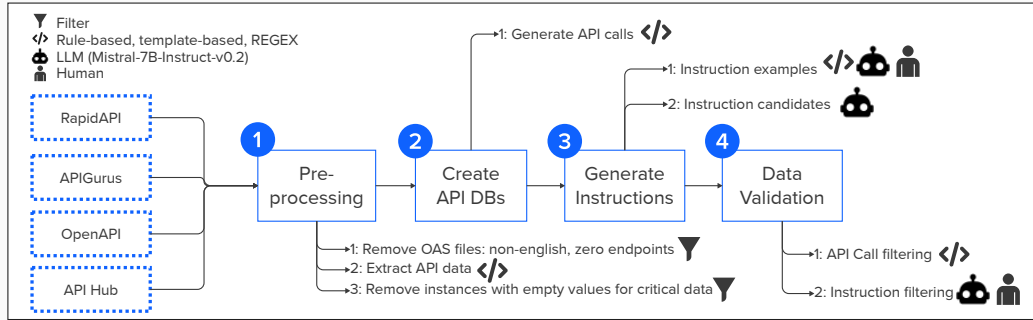 Filter
Rule-based, template-based, REGEX
LLM (Mistral-7B-Instruct-v0.2)
Human
RapidAPI
APIGurus
OpenAPI
API Hub
1
Pre-
processing
1: Remove OAS files: non-english, zero endpoints
2: Extract API data
3: Remove instances with empty values for critical data
2
Create
API DBs
1: Generate API calls
3
Generate
Instructions
1: Instruction examples
2: Instruction candidates
4
Data
Validation
1: API Call filtering
2: Instruction filtering